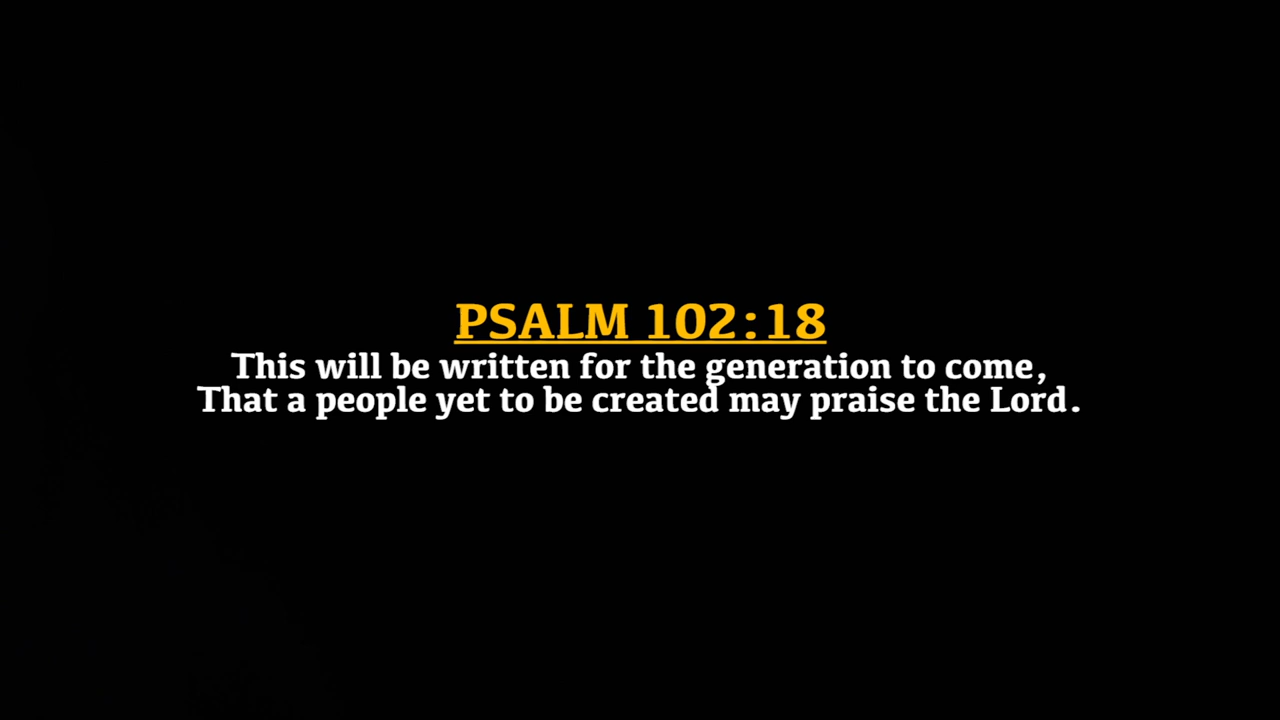 PSALM 102:18
This will be written for the generation to come,
That a people yet to be created may praise the Lord.